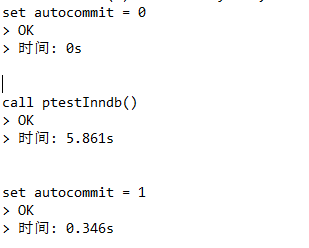 set autocommit = 0
> OK
> 时间: 0s
call ptestInndb()
> OK
> 时间: 5.861s
set autocommit = 1
> OK
> 时间: 0.346s